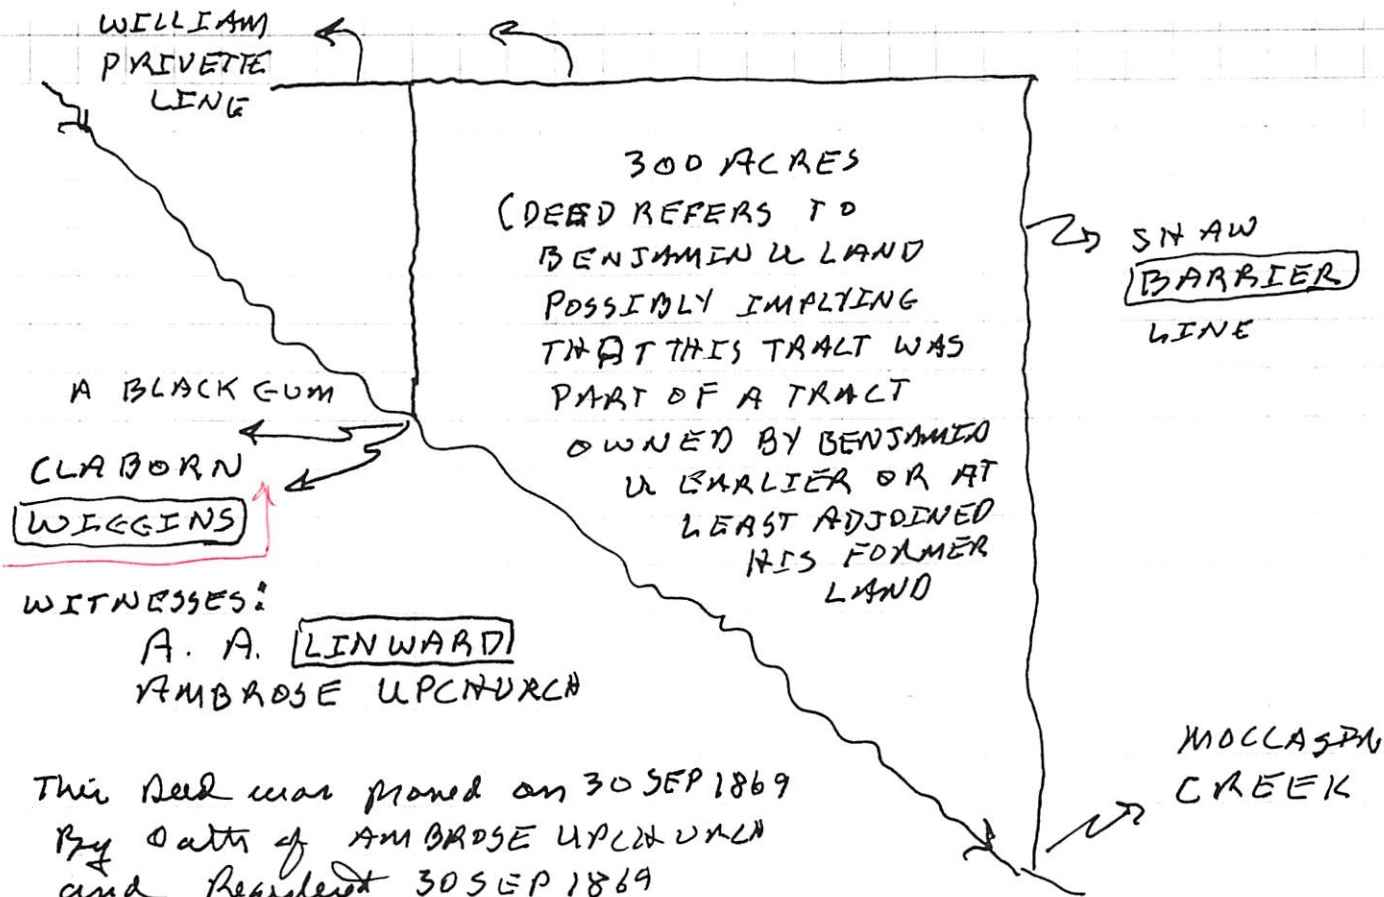 WILLIAM
PRIVETTE
LINE
300 ACRES
(DEED REFERS TO
BENJAMIN U LAND
POSSIBLY IMPLYING
THAT THIS TRACT WAS
PART OF A TRACT
OWNED BY BENJAMIN
U EARLIER OR AT
LEAST ADJOINED
HIS FORMER
LAND
SHAW
BARRIER
LINE
A BLACK GUM
CLABORN
WIGGINS
WITNESSES:
A. A. LINWARD
AMBROSE UPCHURCH
MOCCASIN
CREEK
This Deed was proved on 30 SEP 1869
By Oath of AMBROSE UPCHURCH
and Registered 30 SEP 1869